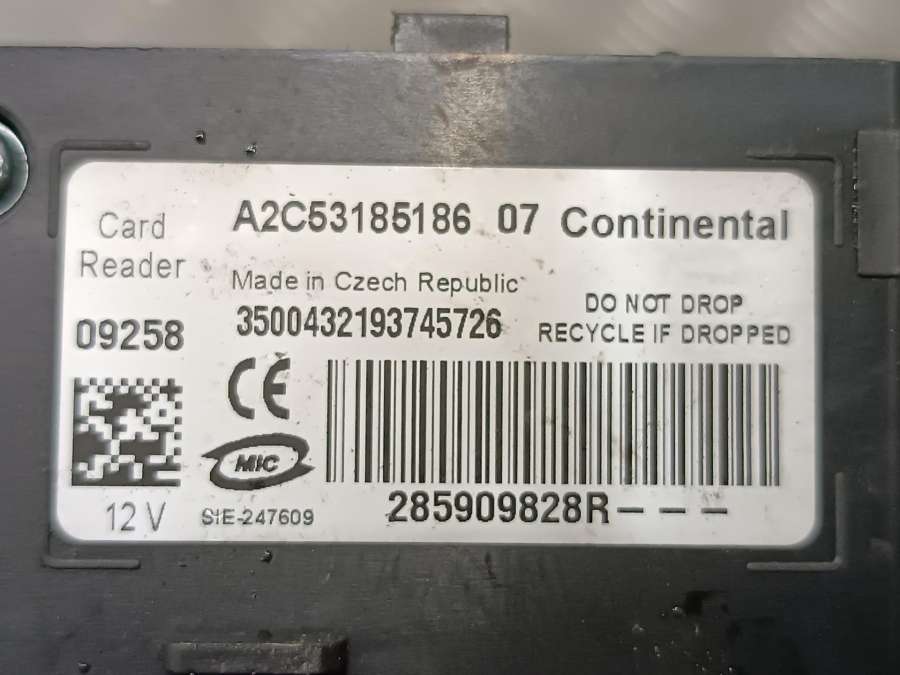 Card
Reader
A2C53185186 07 Continental
Made in Czech Republic
DO NOT DROP
RECYCLE IF DROPPED
09258
3500432193745726
CE
MIC
12 V
SIE-247609
285909828R---